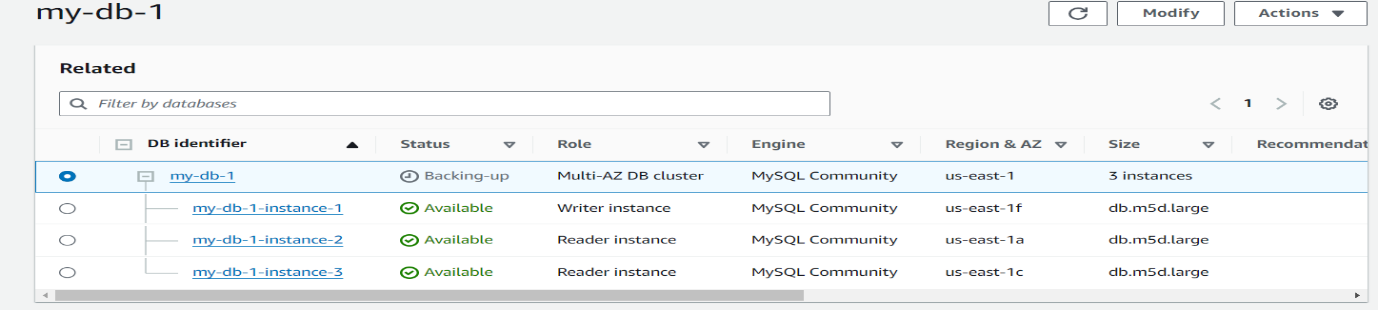 my-db-1 Modify Actions
Related
Filter by databases 1
DB identifier Status Role Engine Region & AZ Size Recommendat
my-db-1 Backing-up Multi-AZ DB cluster MySQL Community us-east-1 3 instances
my-db-1-instance-1 Available Writer instance MySQL Community us-east-1f db.m5d.large
my-db-1-instance-2 Available Reader instance MySQL Community us-east-1a db.m5d.large
my-db-1-instance-3 Available Reader instance MySQL Community us-east-1c db.m5d.large